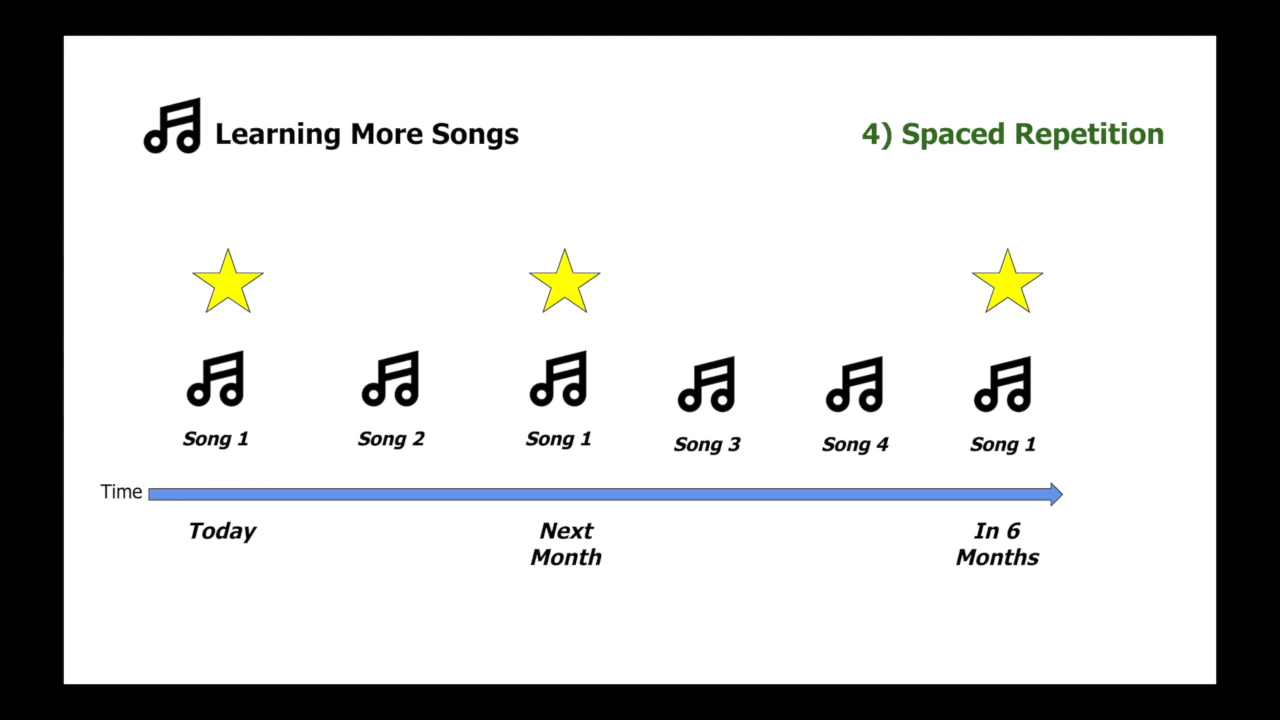 Learning More Songs
4) Spaced Repetition
Song 1
Song 2
Song 1
Song 3
Song 4
Song 1
Time
Today
Next
Month
In 6
Months